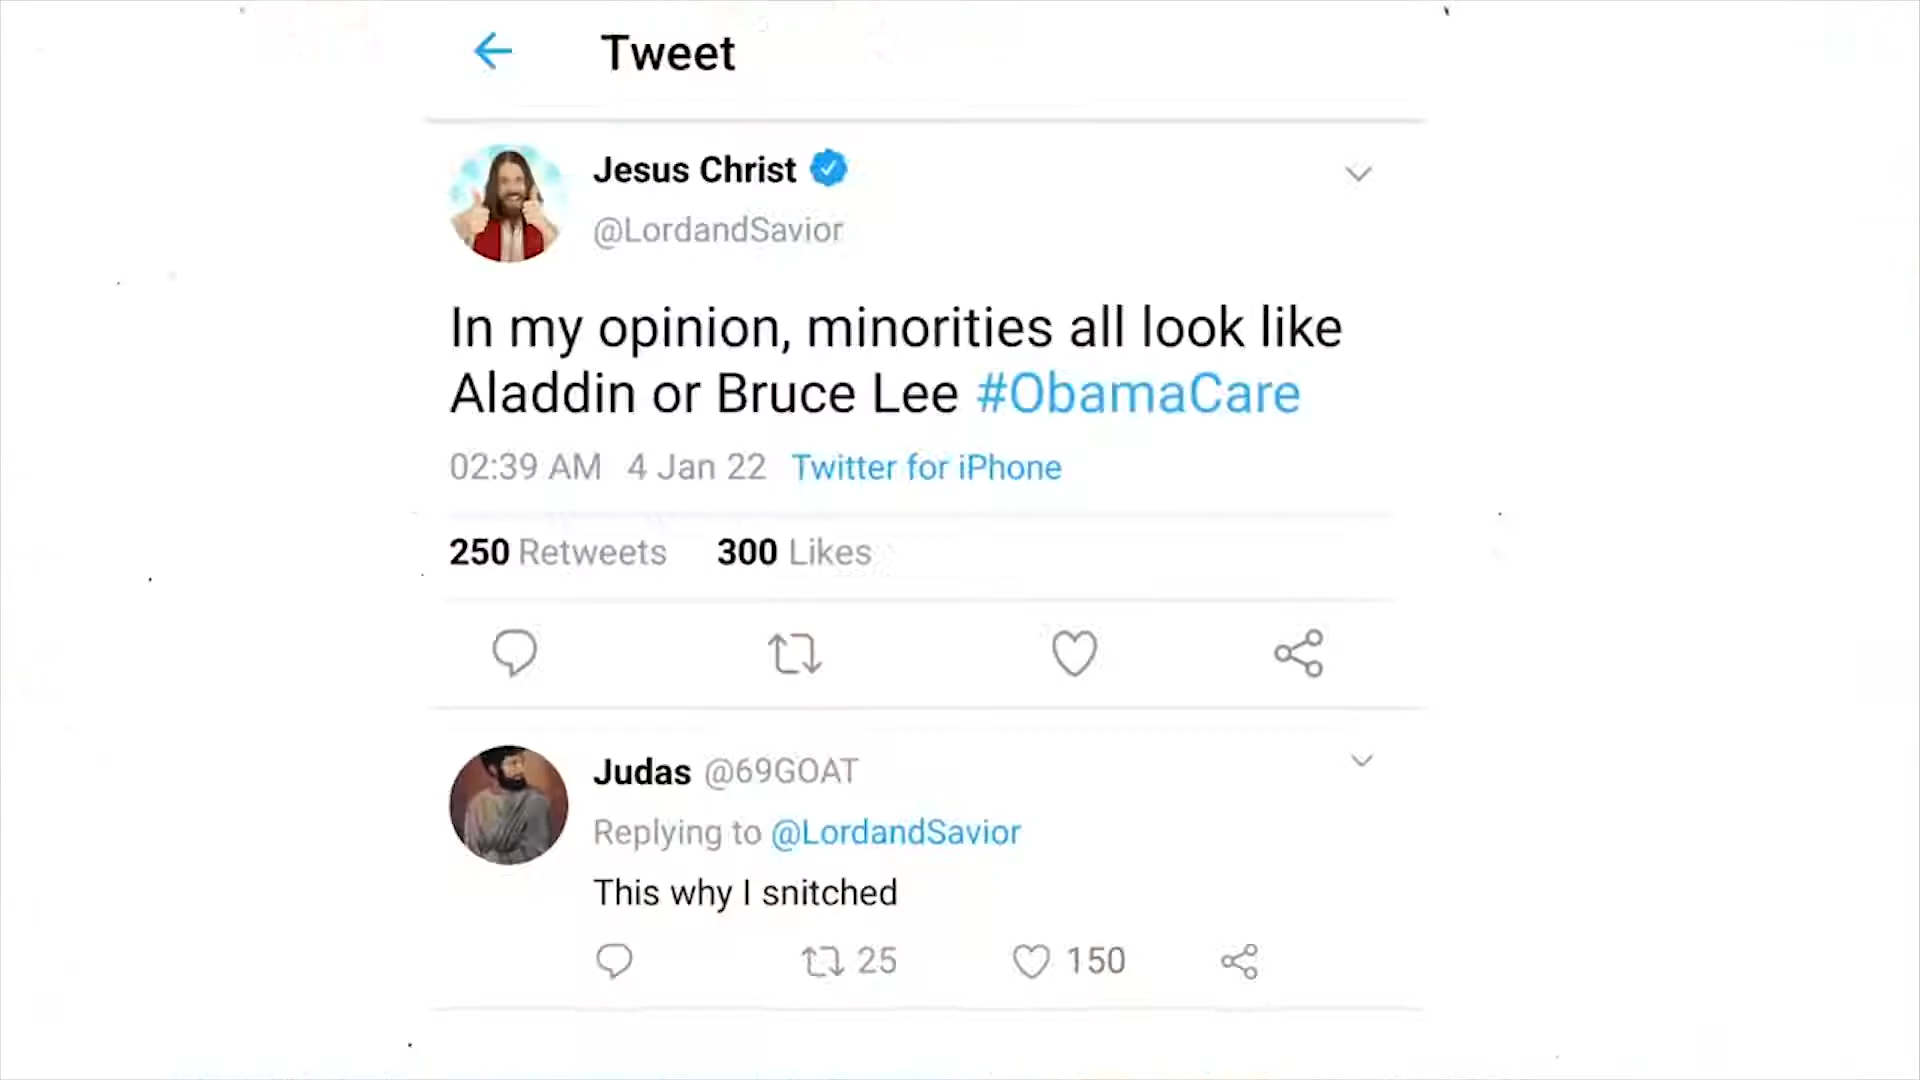 Tweet
Jesus Christ
@LordandSavior
In my opinion, minorities all look like
Aladdin or Bruce Lee #ObamaCare
02:39 AM 4 Jan 22 Twitter for iPhone
250 Retweets 300 Likes
Judas @69GOAT
Replying to @LordandSavior
This why I snitched
25 150